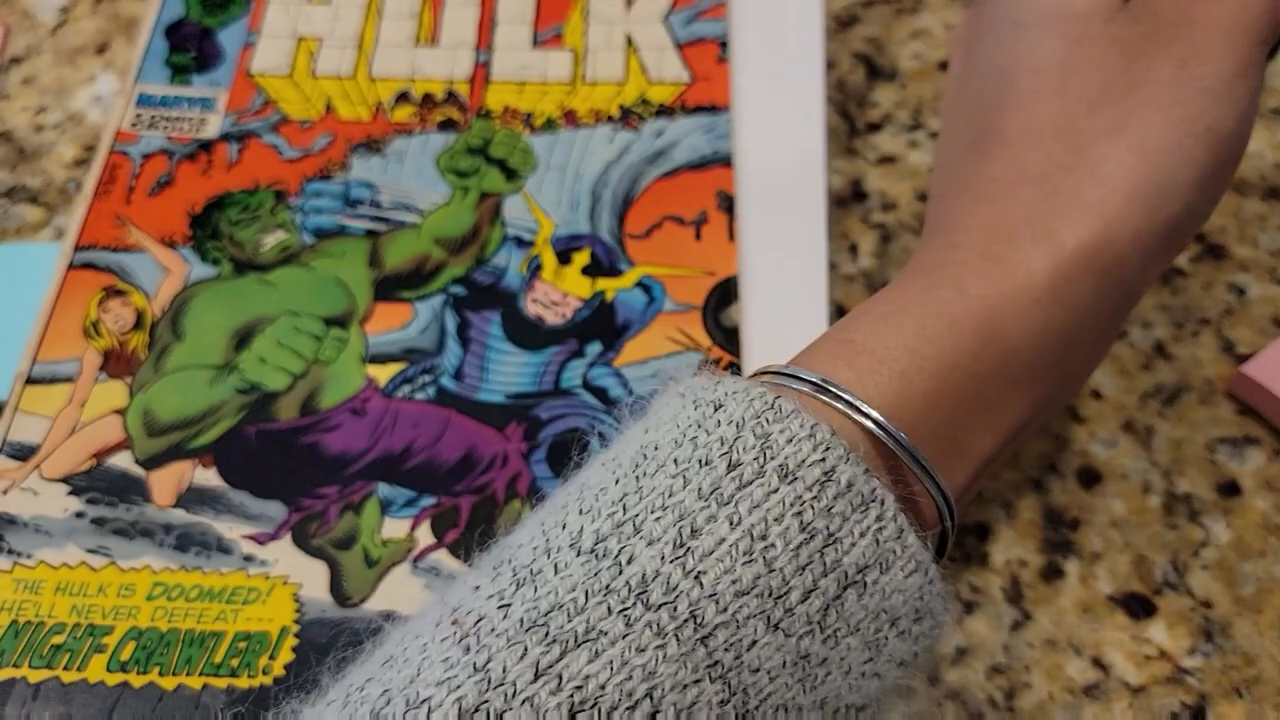 HULK
MARVEL
COMICS
GROUP
THE HULK IS DOOMED!
HE'LL NEVER DEFEAT---
NIGHT-CRAWLER!